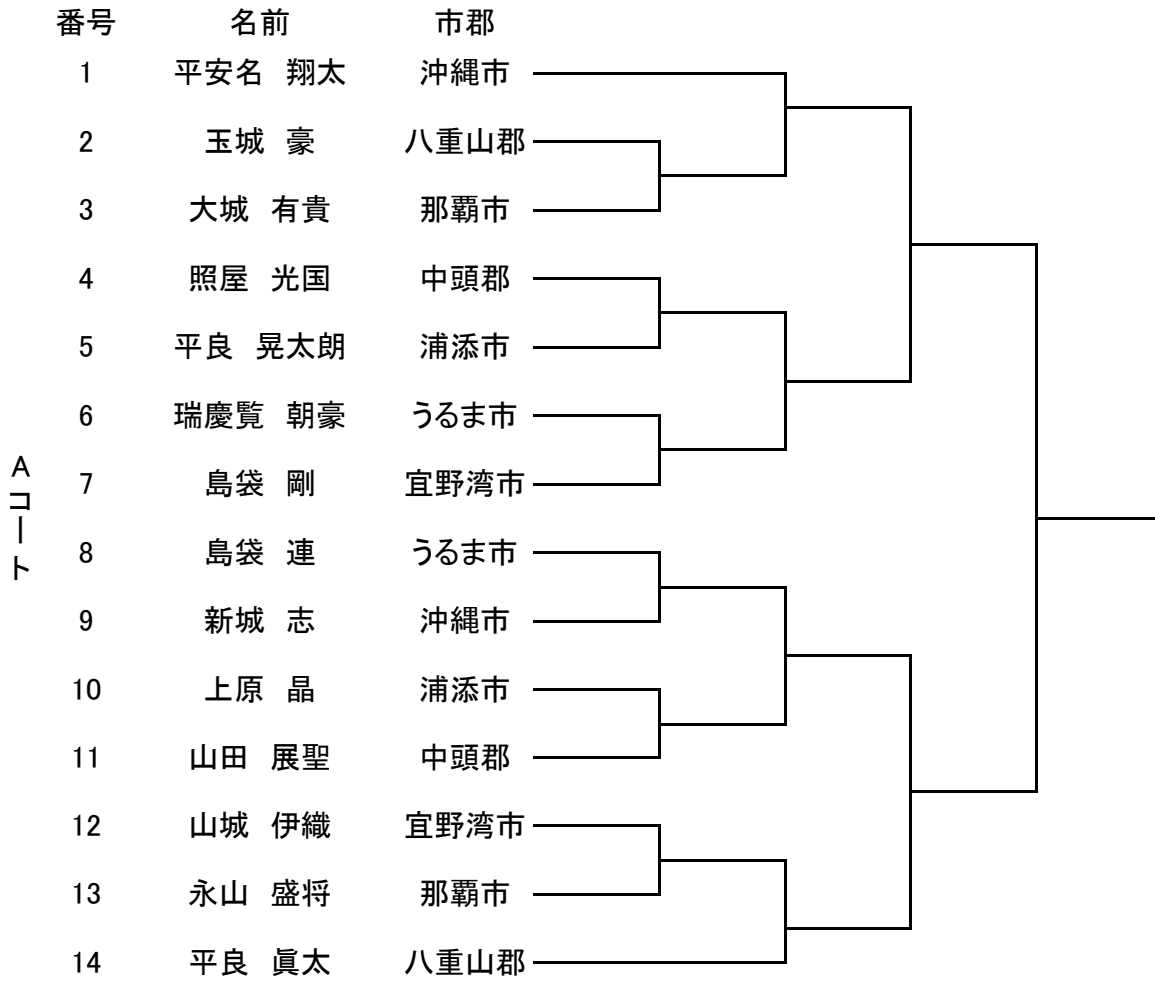 番号 名前 市郡
1 平安名 翔太 沖縄市
2 玉城 豪 八重山郡
3 大城 有貴 那覇市
4 照屋 光国 中頭郡
5 平良 晃太朗 浦添市
6 瑞慶覧 朝豪 うるま市
7 島袋 剛 宜野湾市
8 島袋 連 うるま市
9 新城 志 沖縄市
10 上原 晶 浦添市
11 山田 展聖 中頭郡
12 山城 伊織 宜野湾市
13 永山 盛将 那覇市
14 平良 眞太 八重山郡
Aコート